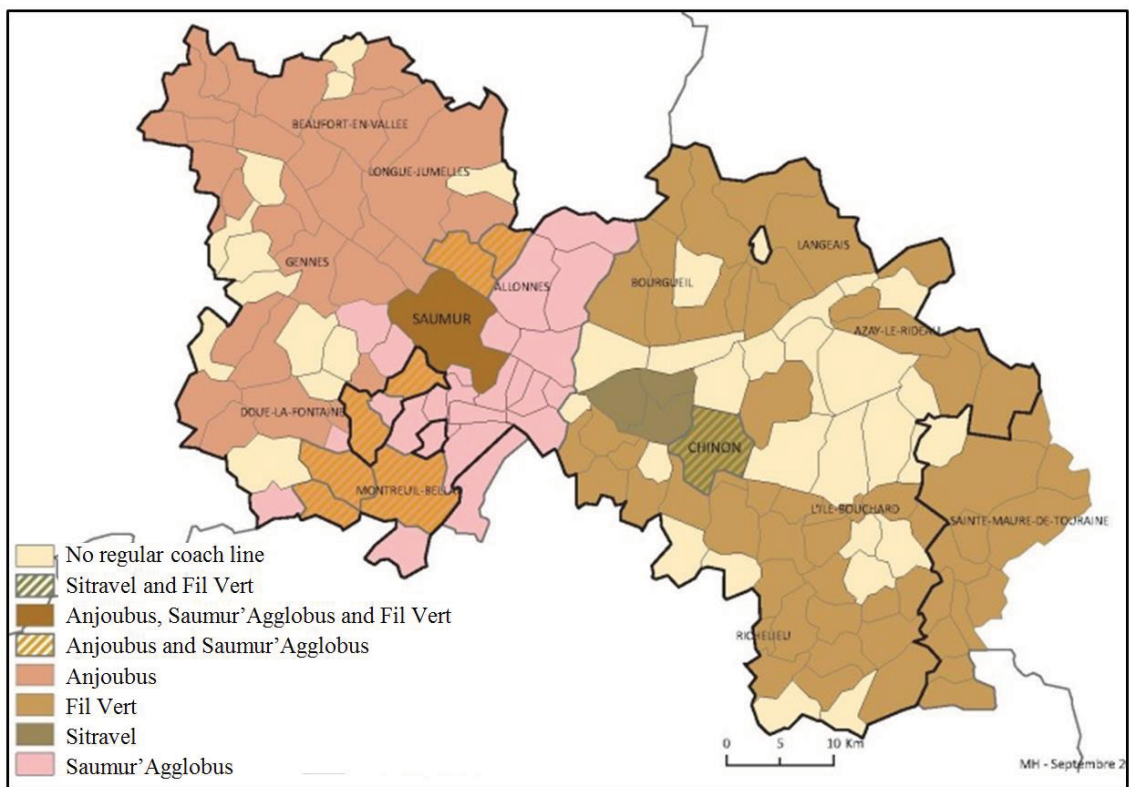 BEAUFORT-EN-VALLEE
LONGUE-JUMELLES
GENNES
ALLONNES
BOURGUEIL
LANGEAIS
SAUMUR
AZAY-LE-RIDEAU
DOUE-LA-FONTAINE
CHINON
MONTREUIL-BELLAY
L'ILE-BOUCHARD
SAINTE-MAURE-DE-TOURAINE
RICHELIEU
No regular coach line
Sitravel and Fil Vert
Anjoubus, Saumur'Agglobus and Fil Vert
Anjoubus and Saumur'Agglobus
Anjoubus
Fil Vert
Sitravel
Saumur'Agglobus
0 5 10 Km
MH - Septembre 2